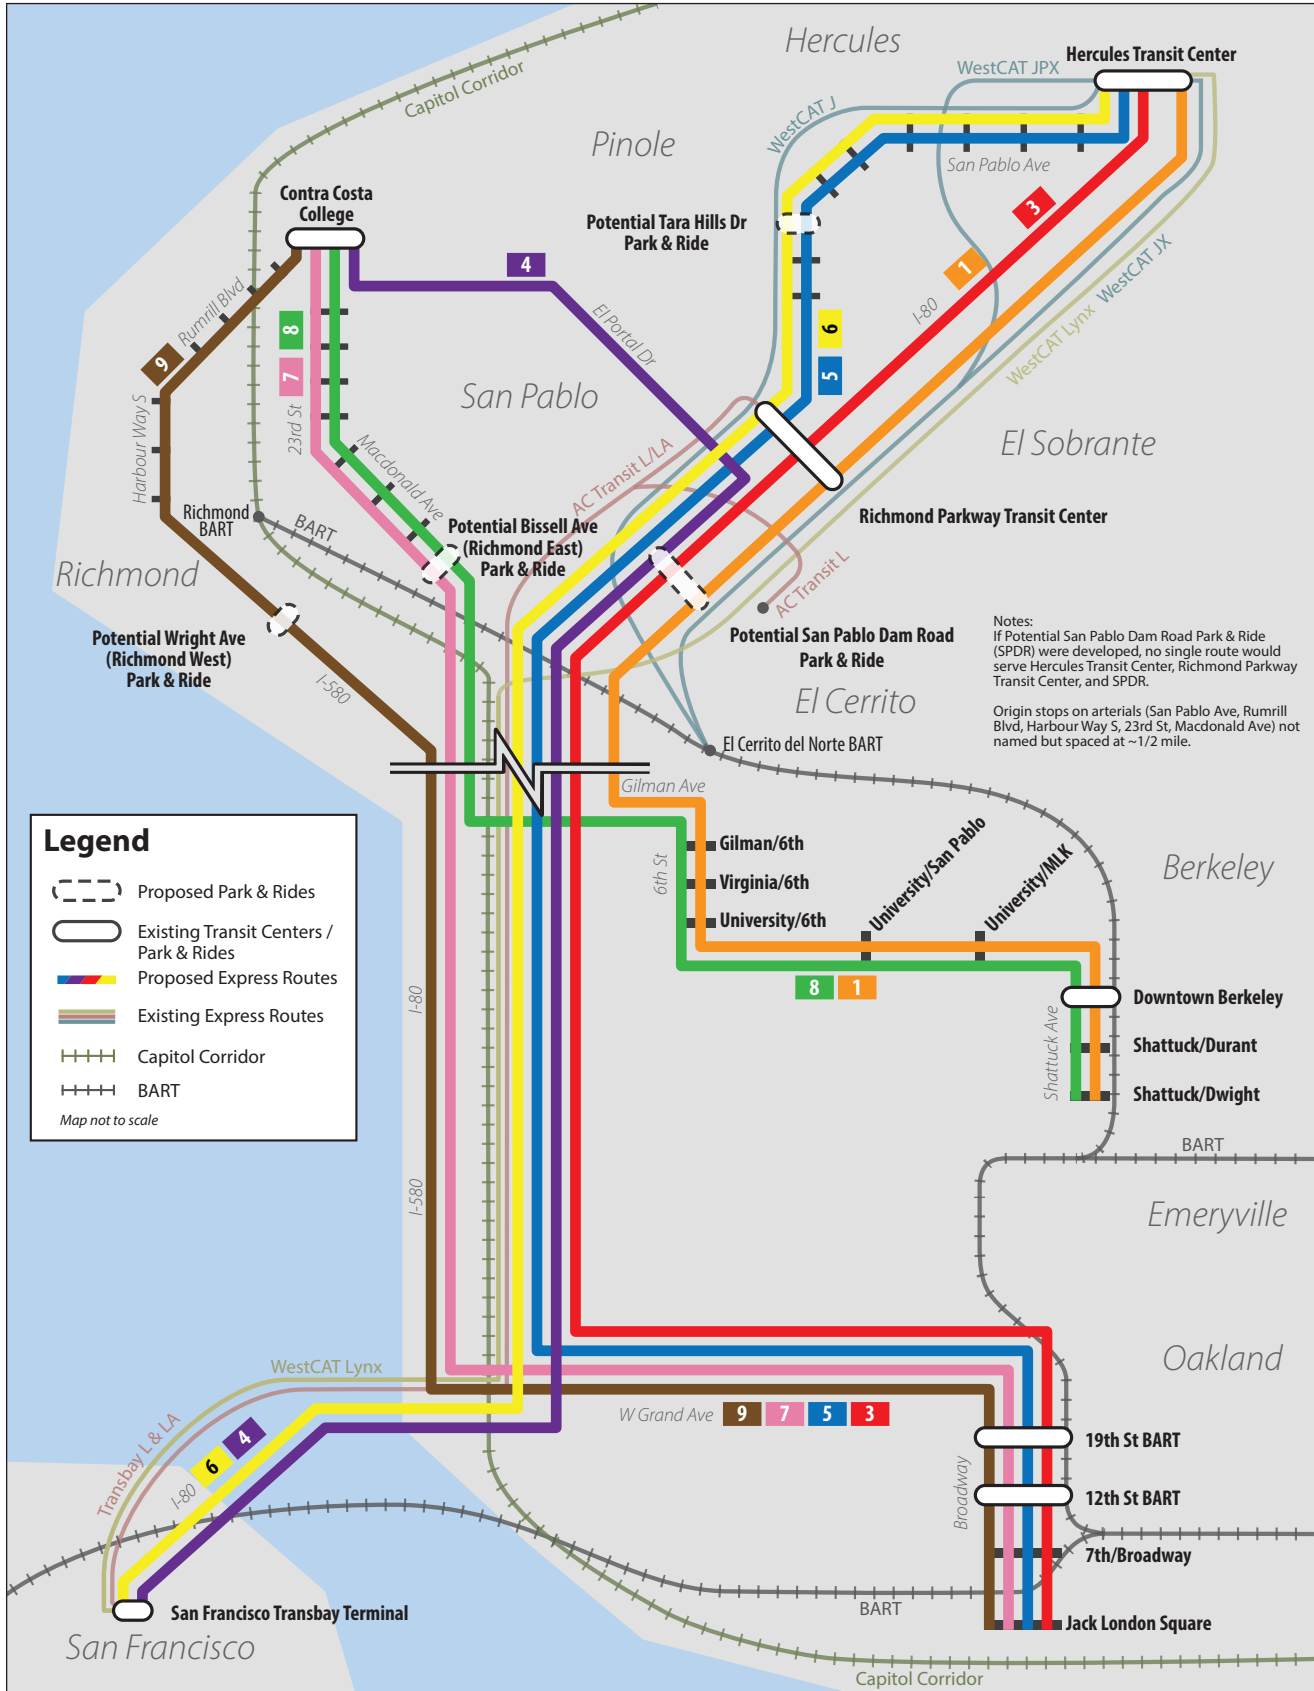 Hercules
Hercules Transit Center
WestCAT JPX
Capitol Corridor
WestCAT J
Pinole
San Pablo Ave
Contra Costa
College
Potential Tara Hills Dr
Park & Ride
3
4
1
WestCAT JX
Rumrill Blvd
I-80
El Portal Dr
WestCAT Lynx
8
6
9
7
5
San Pablo
23rd St
Harbour Way S
Macdonald Ave
AC Transit L/LA
El Sobrante
Richmond
BART
BART
Richmond Parkway Transit Center
Potential Bissell Ave
(Richmond East)
Park & Ride
Richmond
AC Transit L
Potential Wright Ave
(Richmond West)
Park & Ride
I-580
Potential San Pablo Dam Road
Park & Ride
Notes:
If Potential San Pablo Dam Road Park & Ride
(SPDR) were developed, no single route would
serve Hercules Transit Center, Richmond Parkway
Transit Center, and SPDR.
Origin stops on arterials (San Pablo Ave, Rumrill
Blvd, Harbour Way S, 23rd St, Macdonald Ave) not
named but spaced at ~1/2 mile.
El Cerrito
El Cerrito del Norte BART
Gilman Ave
Legend
Proposed Park & Rides
Existing Transit Centers /
Park & Rides
Proposed Express Routes
Existing Express Routes
Capitol Corridor
BART
Map not to scale
6th St
Gilman/6th
Virginia/6th
University/6th
University/San Pablo
University/MLK
Berkeley
8
1
I-80
Downtown Berkeley
Shattuck Ave
Shattuck/Durant
Shattuck/Dwight
BART
I-580
Emeryville
Oakland
WestCAT Lynx
W Grand Ave
9
7
5
3
Transbay L & LA
I-80
6
4
19th St BART
Broadway
12th St BART
7th/Broadway
BART
San Francisco Transbay Terminal
Jack London Square
San Francisco
Capitol Corridor